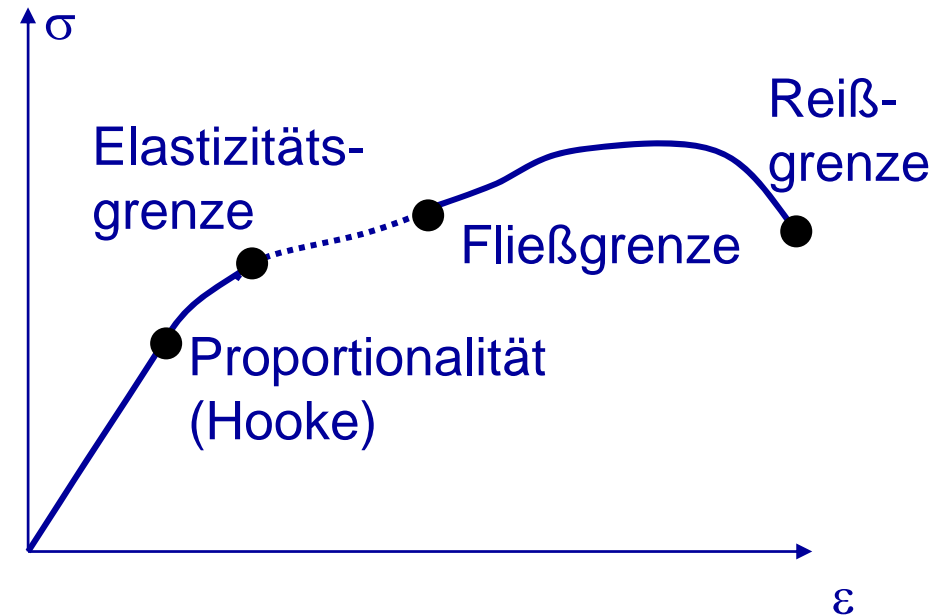 σ
Elastizitäts-
grenze
Reiß-
grenze
Fließgrenze
Proportionalität
(Hooke)
ε